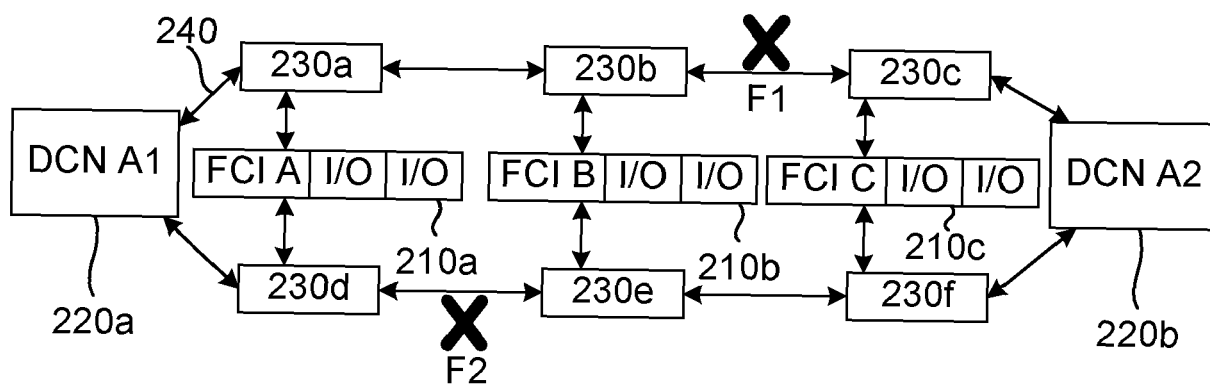 240
230a
230b
F1
230c
DCN A1
FCI A I/O I/O
FCI B I/O I/O
FCI C I/O I/O
DCN A2
210a
210b
210c
230d
230e
230f
220a
F2
220b